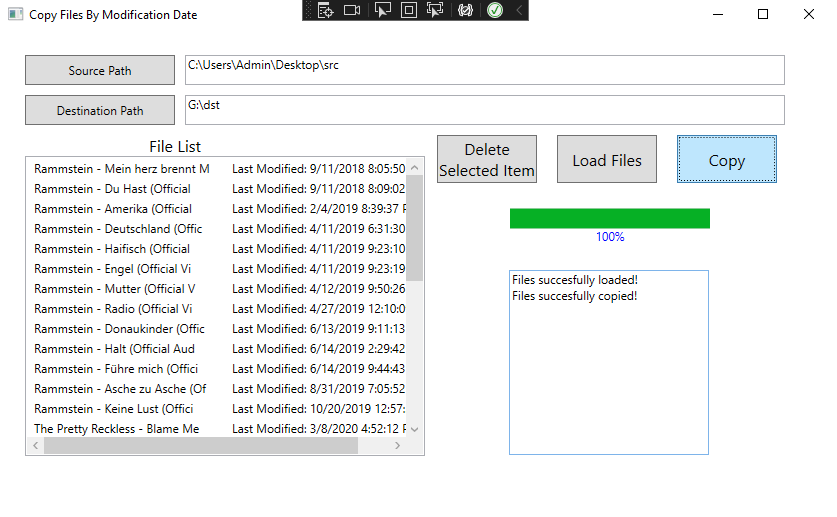 Copy Files By Modification Date
Source Path
C:\Users\Admin\Desktop\src
Destination Path
G:\dst
File List
Delete
Selected Item
Load Files
Copy
Rammstein - Mein herz brennt M Last Modified: 9/11/2018 8:05:50
Rammstein - Du Hast (Official Last Modified: 9/11/2018 8:09:02
Rammstein - Amerika (Official Last Modified: 2/4/2019 8:39:37 P
Rammstein - Deutschland (Offic Last Modified: 4/11/2019 6:31:30
Rammstein - Haifisch (Official Last Modified: 4/11/2019 9:23:10
Rammstein - Engel (Official Vi Last Modified: 4/11/2019 9:23:19
Rammstein - Mutter (Official V Last Modified: 4/12/2019 9:50:26
Rammstein - Radio (Official Vi Last Modified: 4/27/2019 12:10:0
Rammstein - Donaukinder (Offic Last Modified: 6/13/2019 9:11:13
Rammstein - Halt (Official Aud Last Modified: 6/14/2019 2:29:42
Rammstein - Führe mich (Offici Last Modified: 6/14/2019 9:44:43
Rammstein - Asche zu Asche (Of Last Modified: 8/31/2019 7:05:52
Rammstein - Keine Lust (Offici Last Modified: 10/20/2019 12:57:
The Pretty Reckless - Blame Me Last Modified: 3/8/2020 4:52:12 P
100%
Files succesfully loaded!
Files succesfully copied!